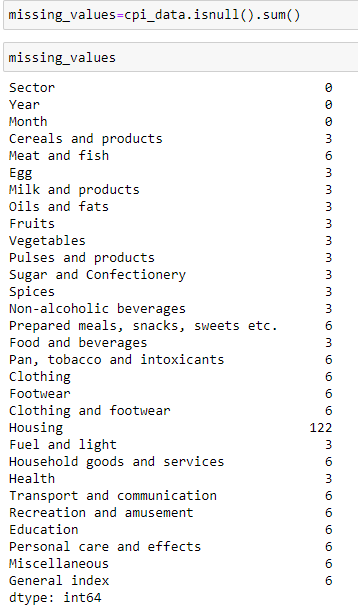 missing_values=cpi_data.isnull().sum()
missing_values
Sector 0
Year 0
Month 0
Cereals and products 3
Meat and fish 6
Egg 3
Milk and products 3
Oils and fats 3
Fruits 3
Vegetables 3
Pulses and products 3
Sugar and Confectionery 3
Spices 3
Non-alcoholic beverages 3
Prepared meals, snacks, sweets etc. 6
Food and beverages 3
Pan, tobacco and intoxicants 6
Clothing 6
Footwear 6
Clothing and footwear 6
Housing 122
Fuel and light 3
Household goods and services 6
Health 3
Transport and communication 6
Recreation and amusement 6
Education 6
Personal care and effects 6
Miscellaneous 6
General index 6
dtype: int64